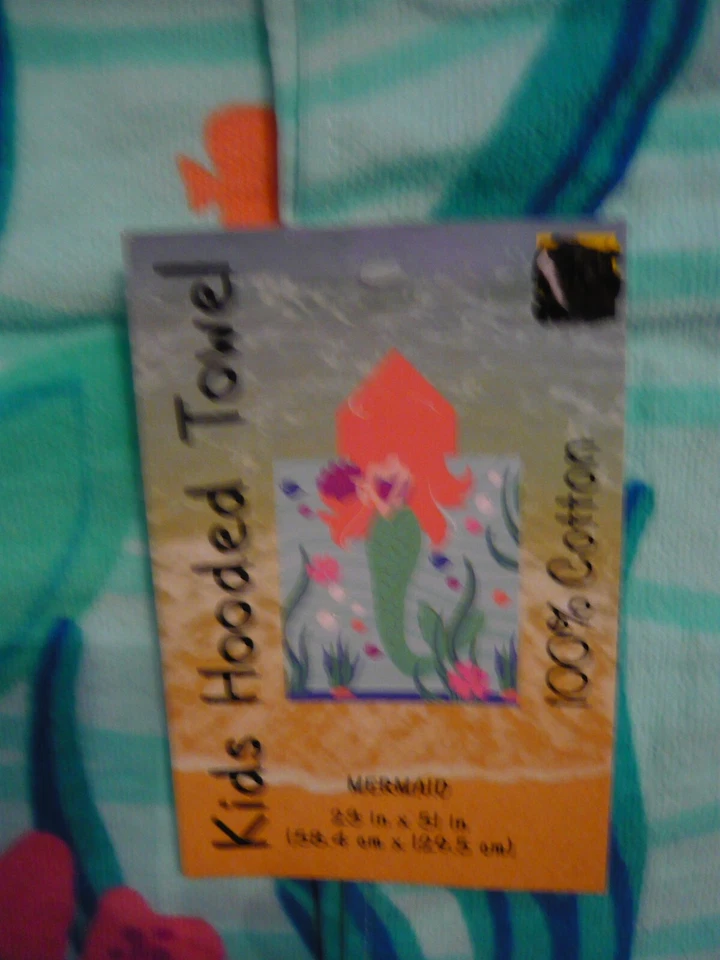 Kids Hooded Towel
100% Cotton
MERMAID
23 in x 51 in
(58.4 cm x 129.5 cm)